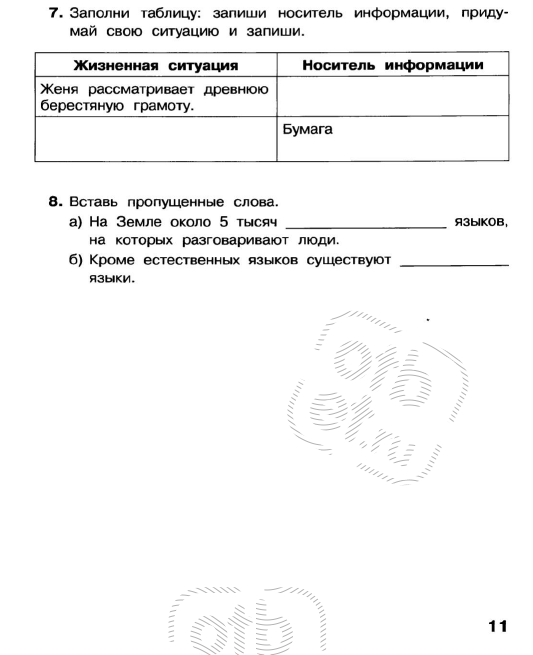 7. Заполни таблицу: запиши носитель информации, приду-
май свою ситуацию и запиши.
Жизненная ситуация Носитель информации
Женя рассматривает древнюю
берестяную грамоту.
Бумага
8. Вставь пропущенные слова.
а) На Земле около 5 тысяч ____________________ языков,
на которых разговаривают люди.
б) Кроме естественных языков существуют ______________
языки.
11